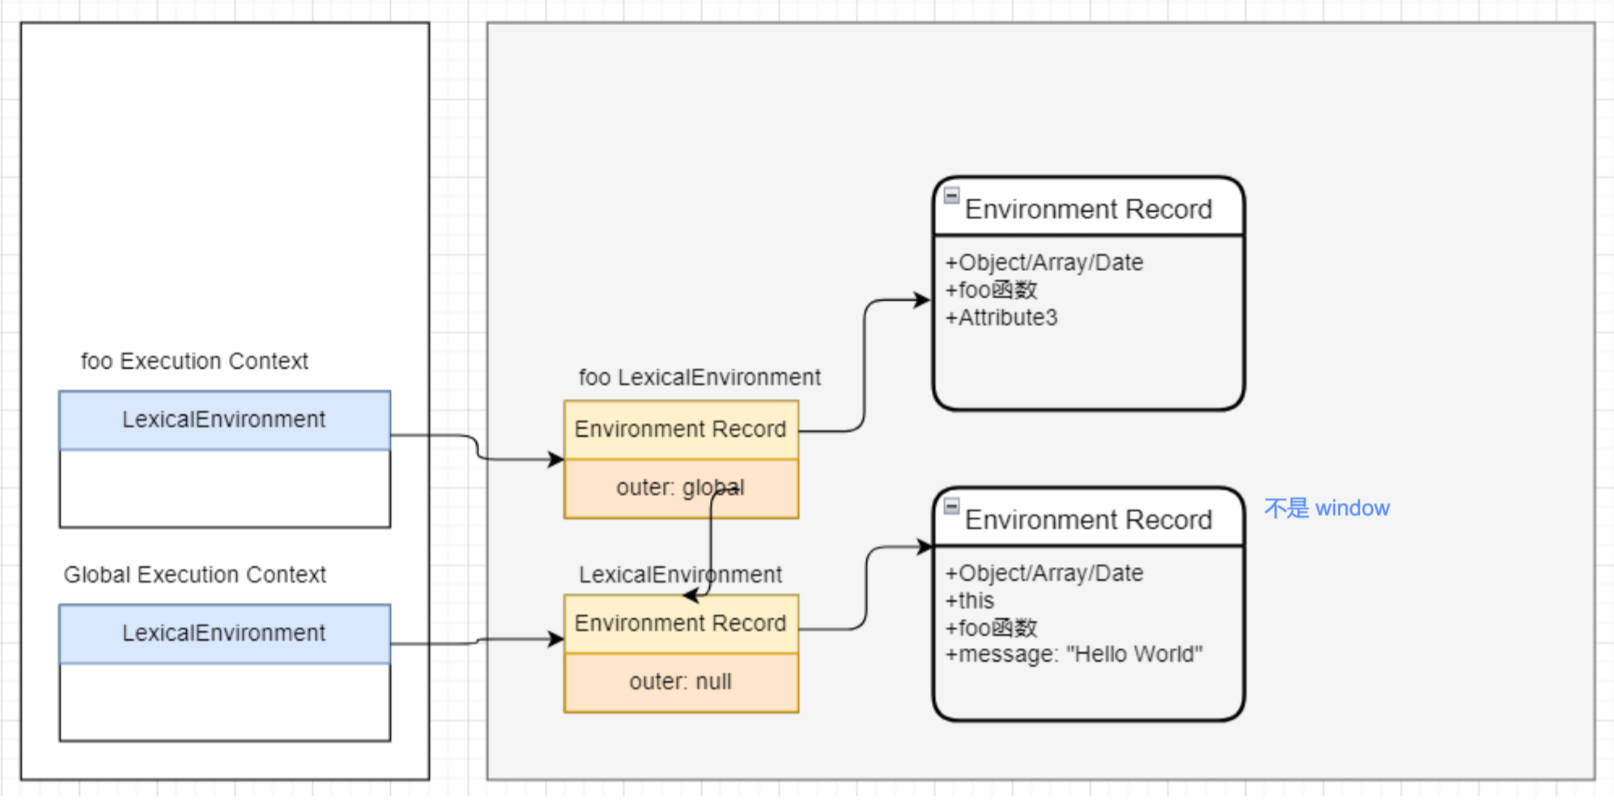 foo Execution Context
LexicalEnvironment
Global Execution Context
LexicalEnvironment
foo LexicalEnvironment
Environment Record
outer: global
LexicalEnvironment
Environment Record
outer: null
Environment Record
+Object/Array/Date
+foo函数
+Attribute3
Environment Record
+Object/Array/Date
+this
+foo函数
+message: "Hello World"
不是 window